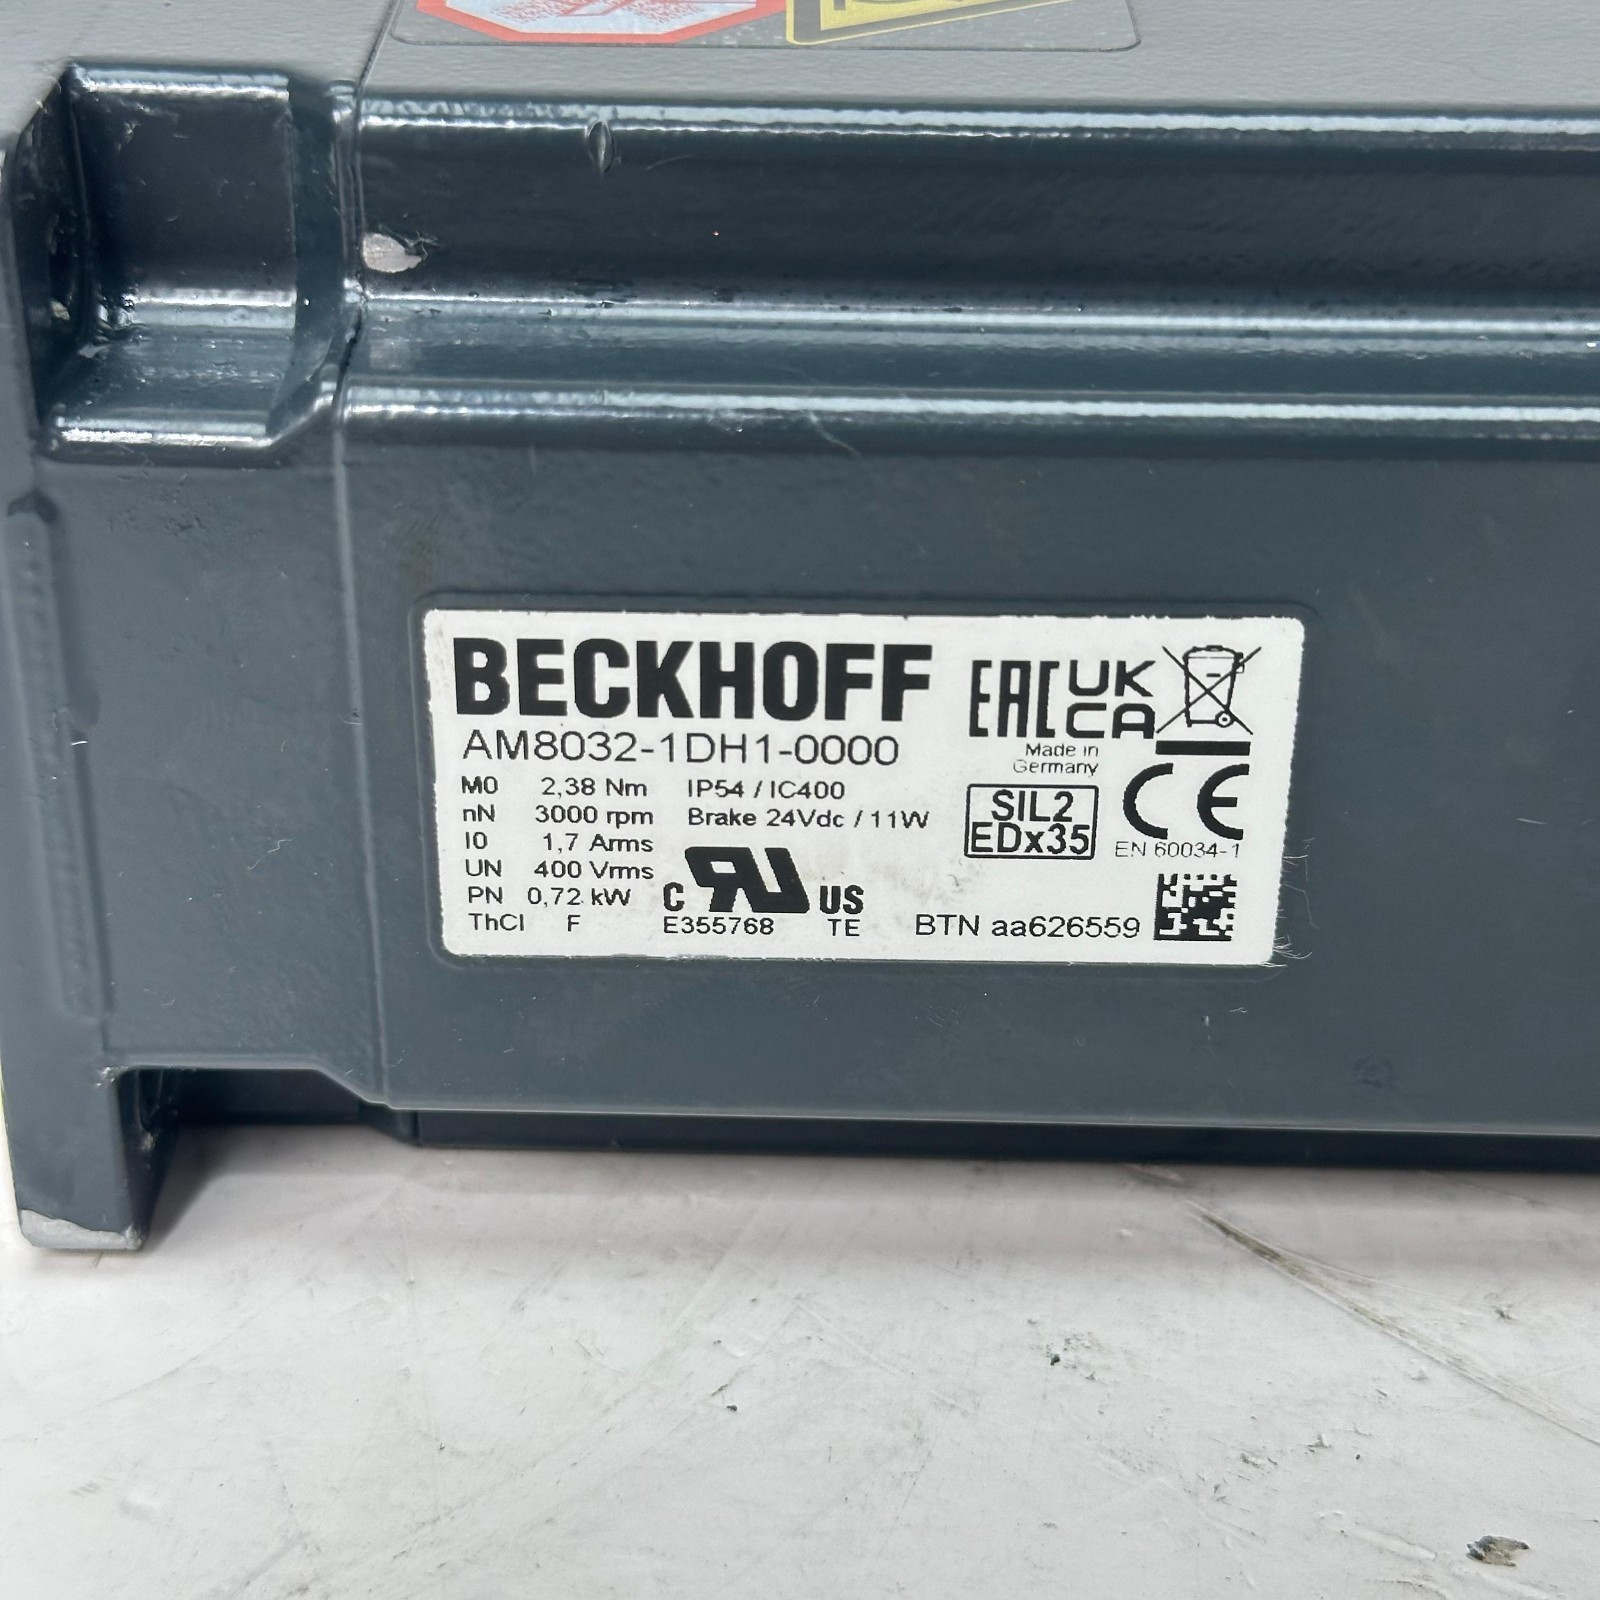 BECKHOFF
EAC UK CA
AM8032-1DH1-0000
Made in
Germany
M0 2,38 Nm IP54 / IC400
nN 3000 rpm Brake 24Vdc / 11W
I0 1,7 Arms
UN 400 Vrms
PN 0,72 kW
ThCl F
SIL2
EDx35
CE
EN 60034-1
C RU US
E355768 TE
BTN aa626559